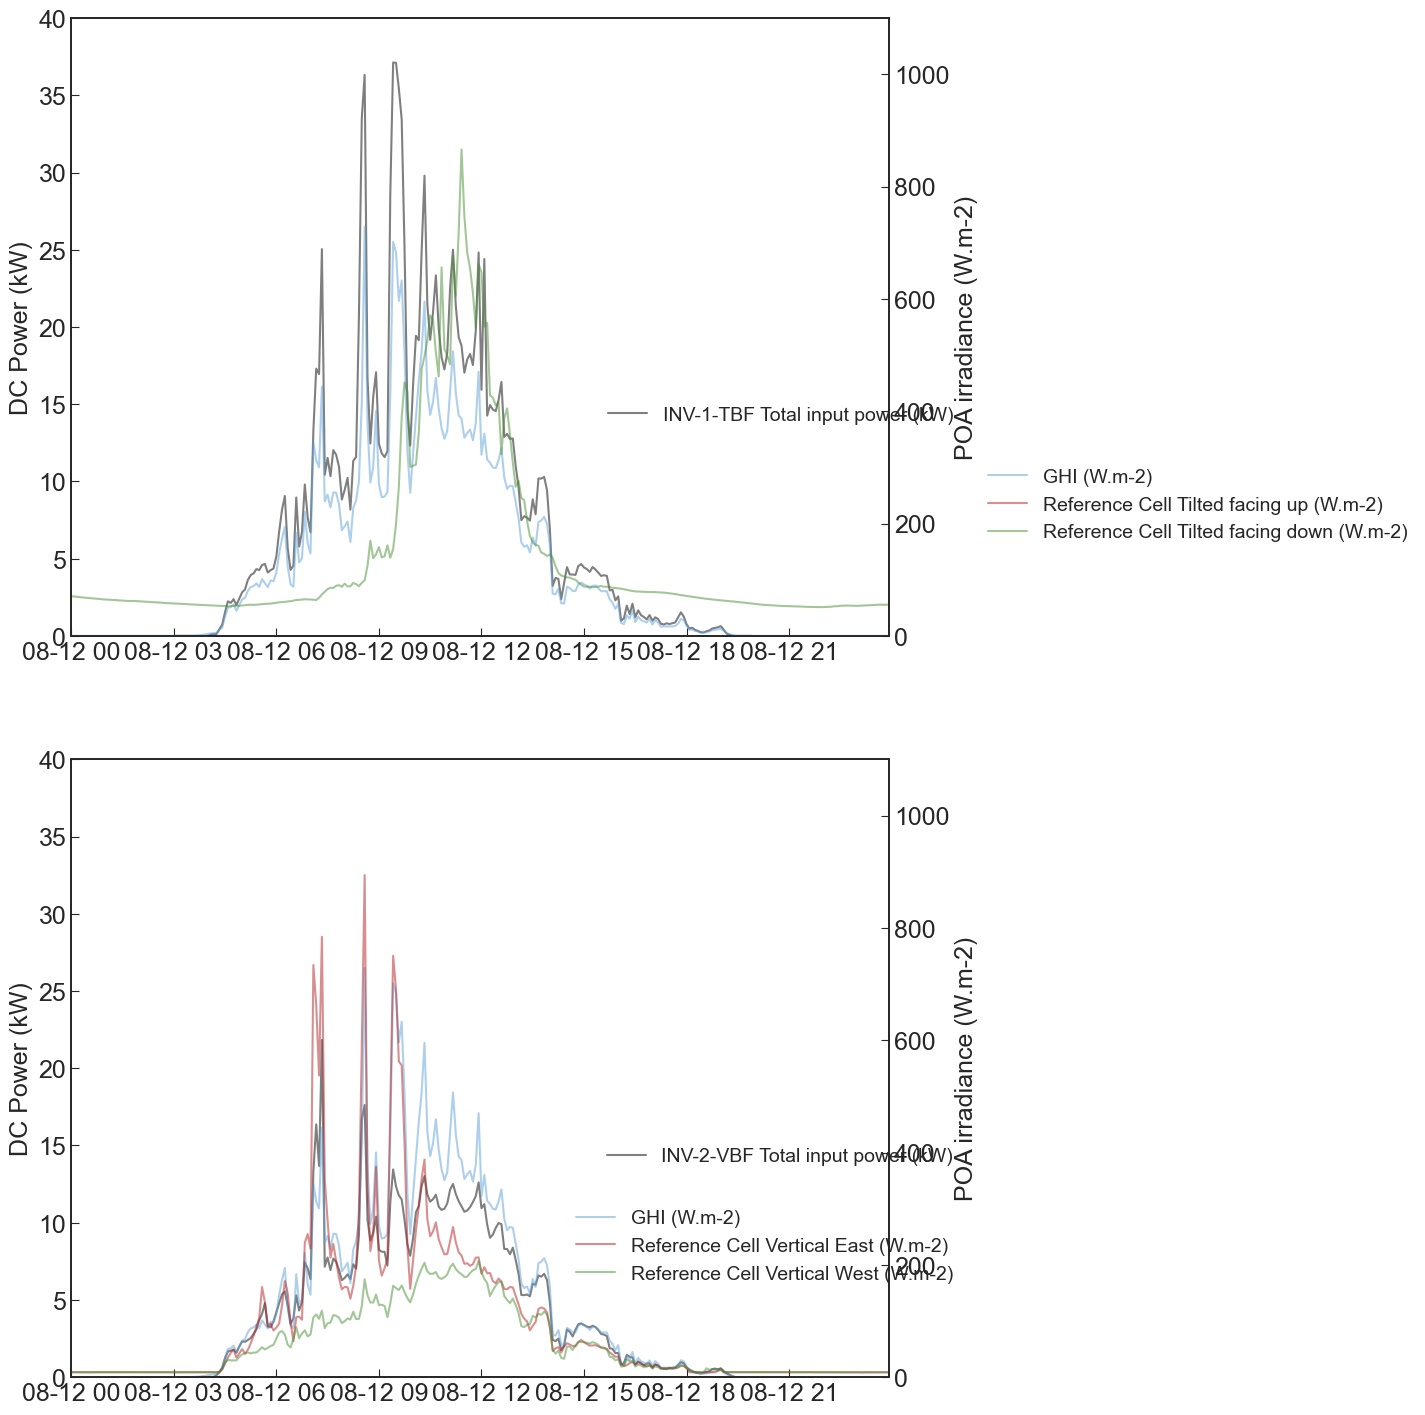 40
35
30
25
20
15
10
5
0
DC Power (kW)
1000
800
600
400
200
0
POA irradiance (W.m-2)
INV-1-TBF Total input power (kW)
GHI (W.m-2)
Reference Cell Tilted facing up (W.m-2)
Reference Cell Tilted facing down (W.m-2)
08-12 00 08-12 03 08-12 06 08-12 09 08-12 12 08-12 15 08-12 18 08-12 21
40
35
30
25
20
15
10
5
0
DC Power (kW)
1000
800
600
400
200
0
POA irradiance (W.m-2)
INV-2-VBF Total input power (kW)
GHI (W.m-2)
Reference Cell Vertical East (W.m-2)
Reference Cell Vertical West (W.m-2)
08-12 00 08-12 03 08-12 06 08-12 09 08-12 12 08-12 15 08-12 18 08-12 21